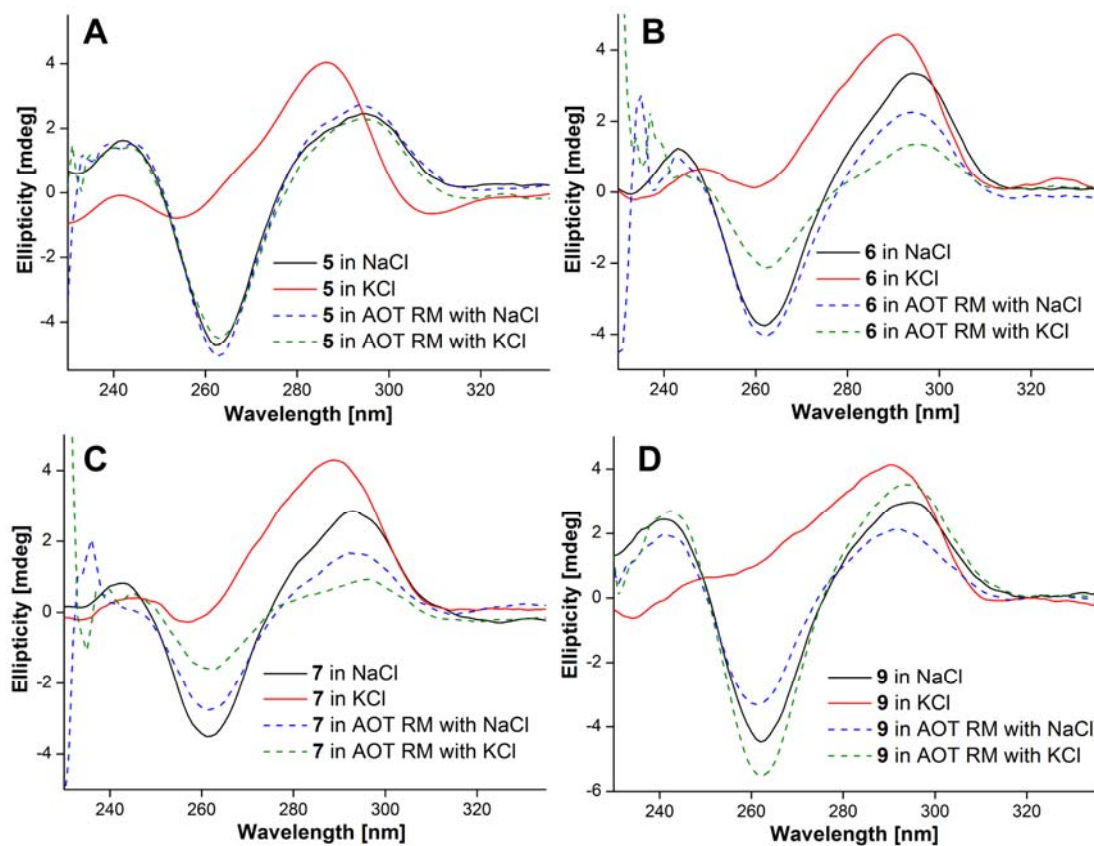 A
Ellipticity [mdeg]
4
2
0
-2
-4
5 in NaCl
5 in KCl
5 in AOT RM with NaCl
5 in AOT RM with KCl
240 260 280 300 320
Wavelength [nm]
B
Ellipticity [mdeg]
4
2
0
-2
-4
6 in NaCl
6 in KCl
6 in AOT RM with NaCl
6 in AOT RM with KCl
240 260 280 300 320
Wavelength [nm]
C
Ellipticity [mdeg]
4
2
0
-2
-4
7 in NaCl
7 in KCl
7 in AOT RM with NaCl
7 in AOT RM with KCl
240 260 280 300 320
Wavelength [nm]
D
Ellipticity [mdeg]
4
2
0
-2
-4
-6
9 in NaCl
9 in KCl
9 in AOT RM with NaCl
9 in AOT RM with KCl
240 260 280 300 320
Wavelength [nm]